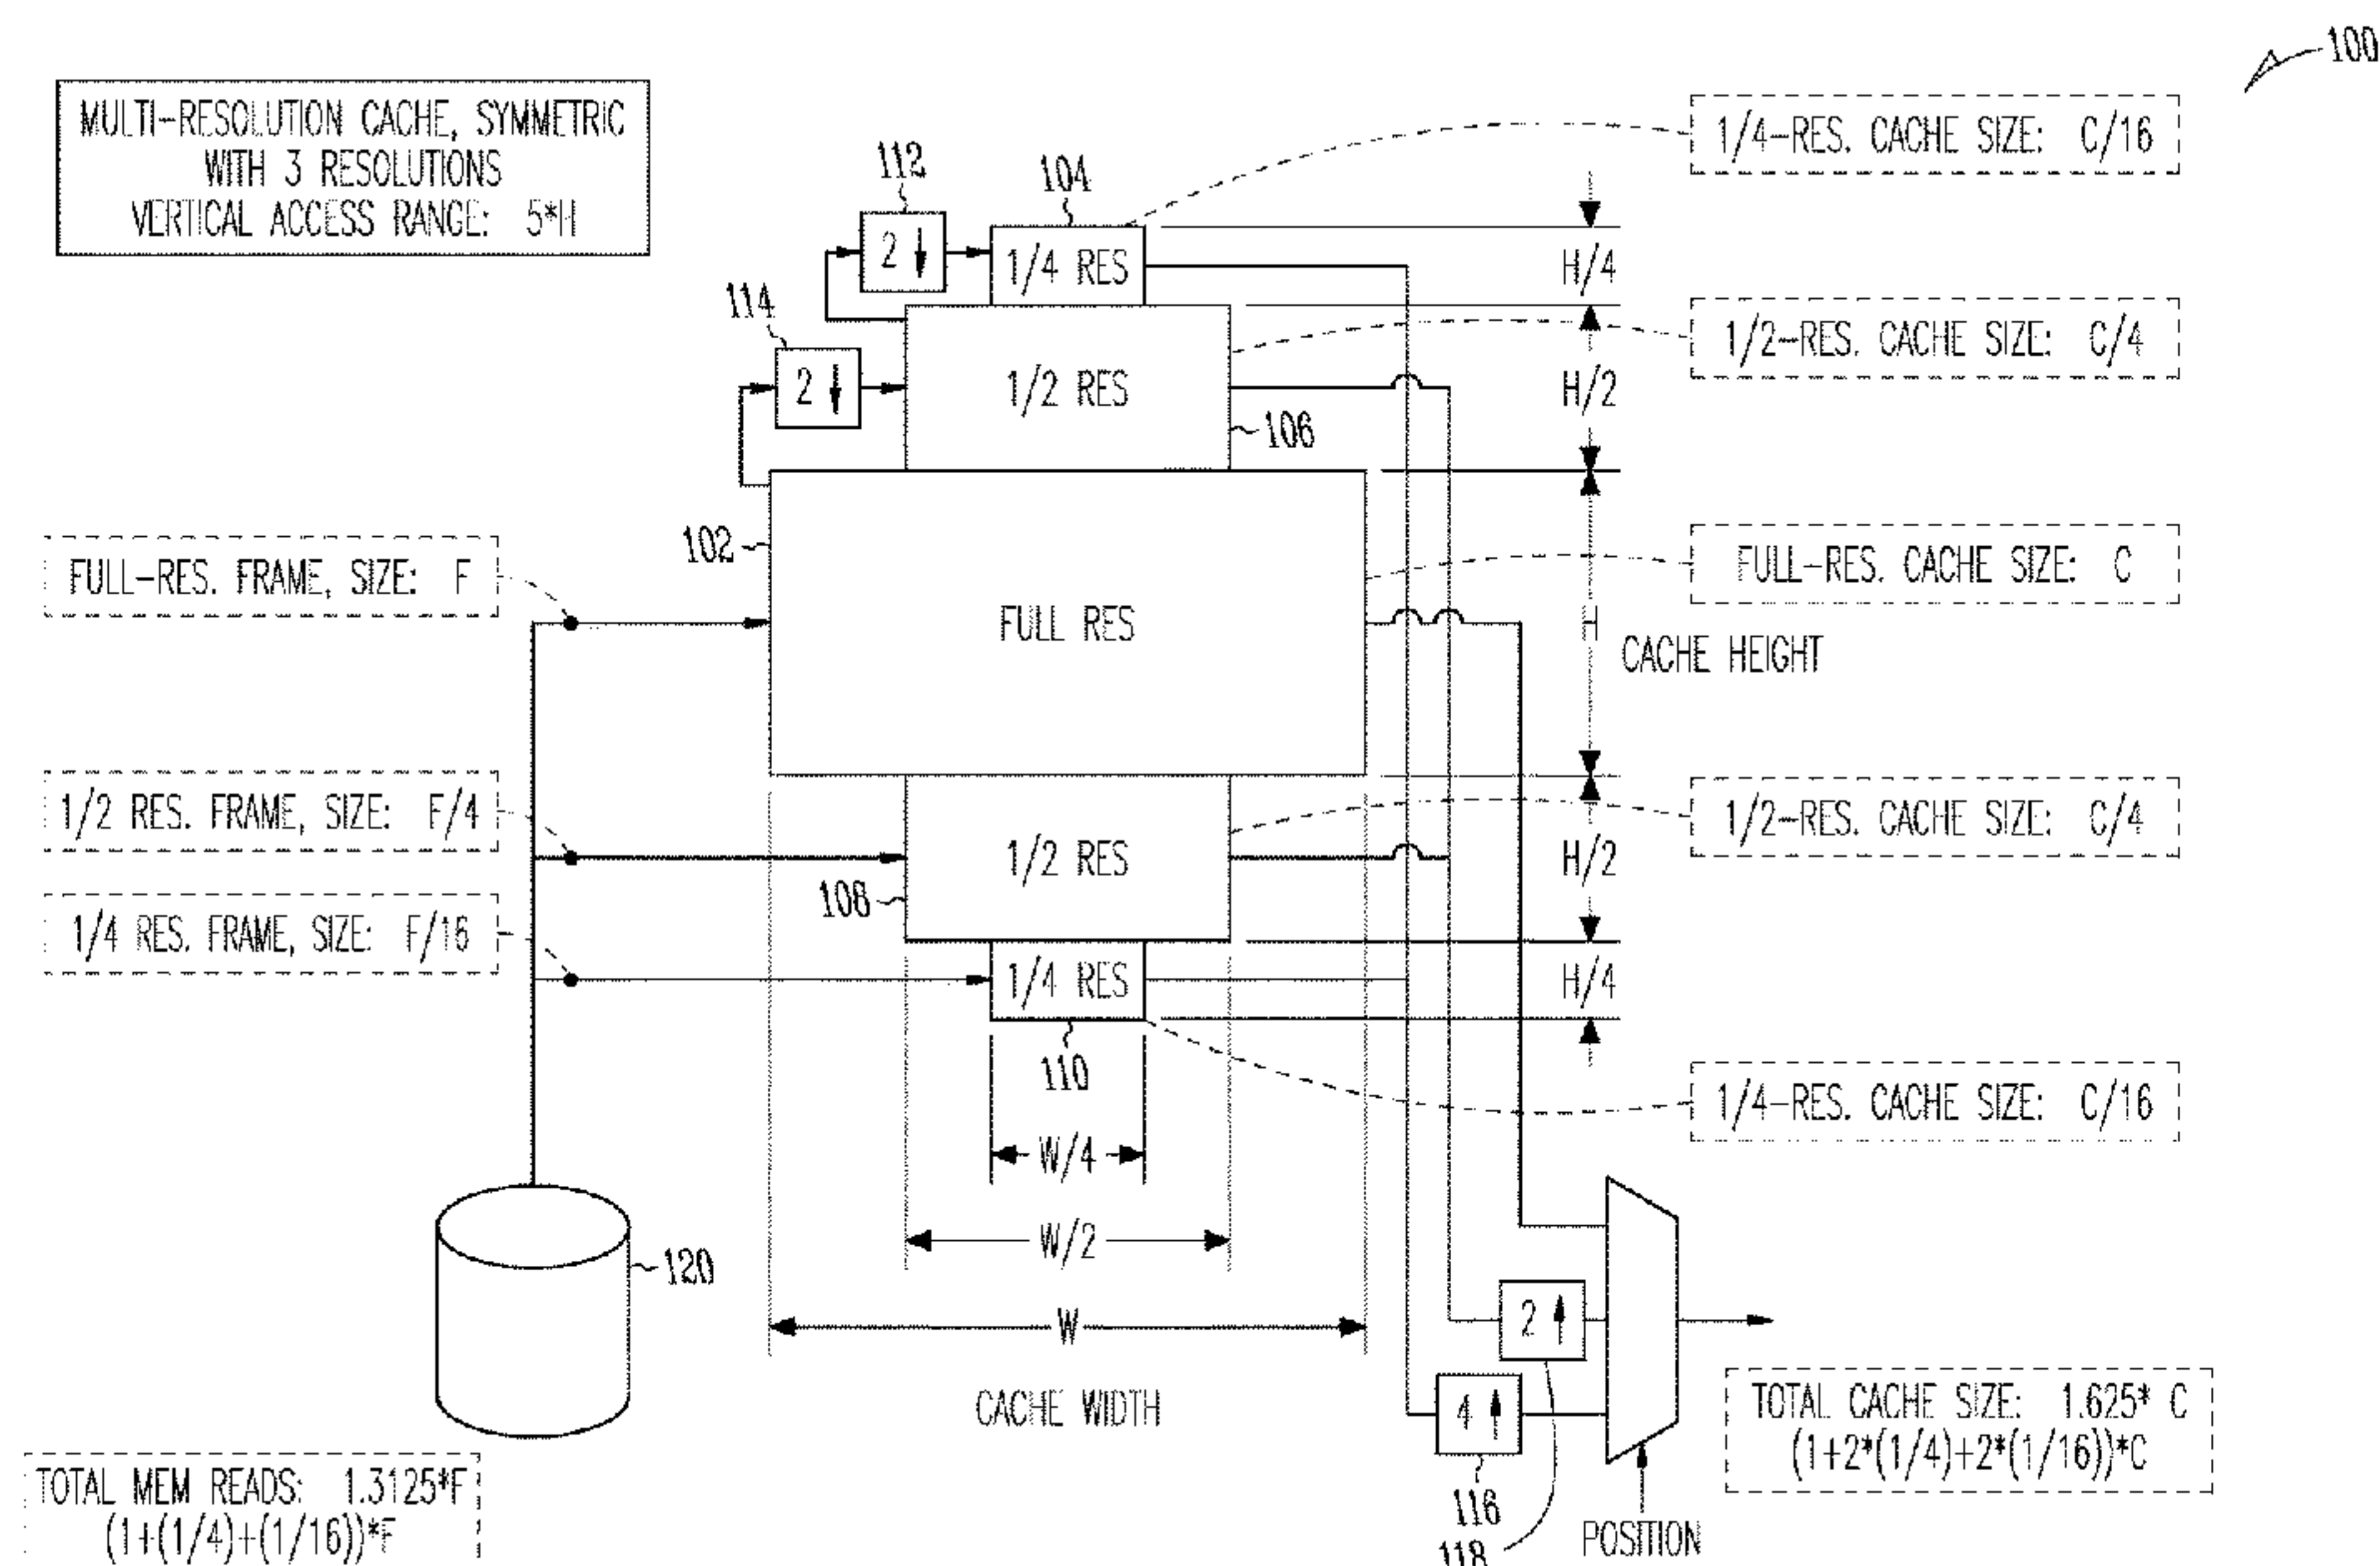 100
MULTI-RESOLUTION CACHE, SYMMETRIC
WITH 3 RESOLUTIONS
VERTICAL ACCESS RANGE: 5*H
1/4-RES. CACHE SIZE: C/16
112
104
2
1/4 RES
H/4
114
1/2-RES. CACHE SIZE: C/4
2
1/2 RES
H/2
106
102
FULL-RES. FRAME, SIZE: F
FULL-RES. CACHE SIZE: C
FULL RES
H
CACHE HEIGHT
1/2 RES. FRAME, SIZE: F/4
1/2-RES. CACHE SIZE: C/4
1/2 RES
H/2
108
1/4 RES. FRAME, SIZE: F/16
1/4 RES
H/4
110
1/4-RES. CACHE SIZE: C/16
W/4
W/2
120
W
2
CACHE WIDTH
4
TOTAL CACHE SIZE: 1.625* C
(1+2*(1/4)+2*(1/16))*C
TOTAL MEM READS: 1.3125*F
(1+(1/4)+(1/16))*F
116
118
POSITION